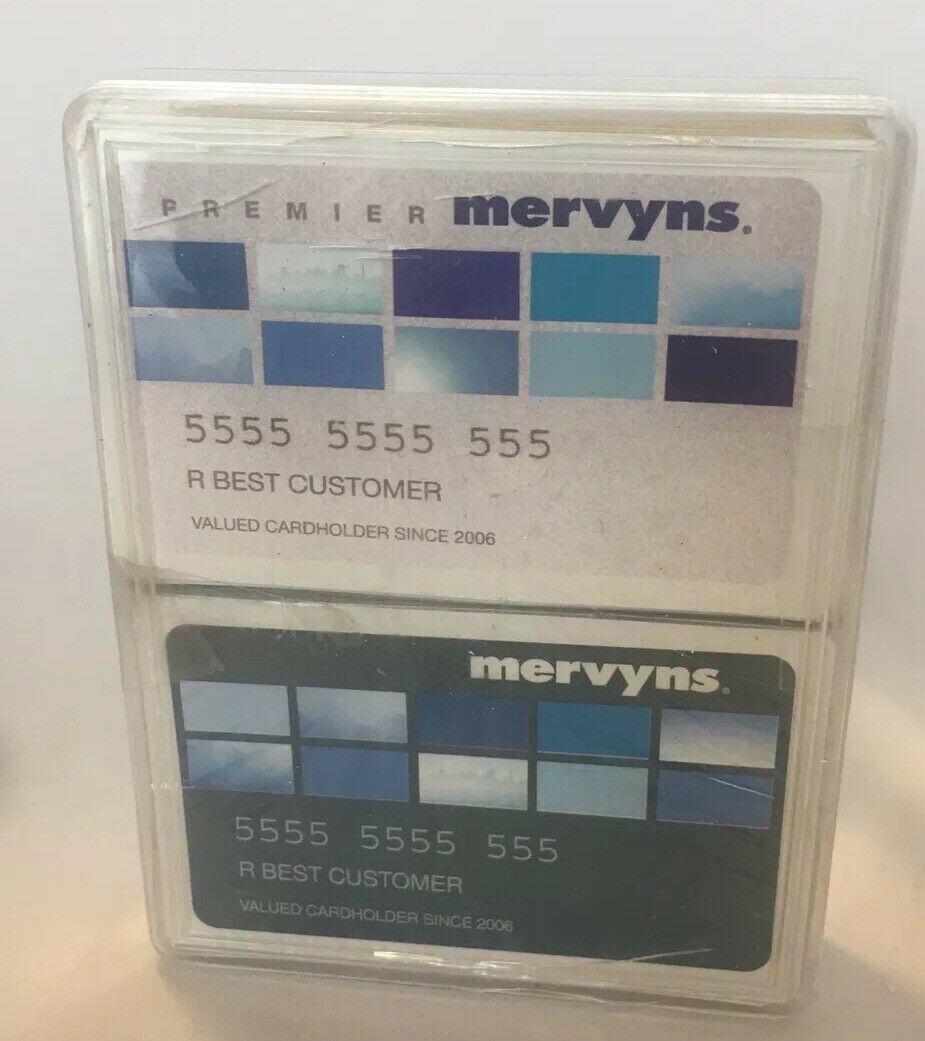 PREMIER mervyns.
5555 5555 555
R BEST CUSTOMER
VALUED CARDHOLDER SINCE 2006
mervyns.
5555 5555 555
R BEST CUSTOMER
VALUED CARDHOLDER SINCE 2006